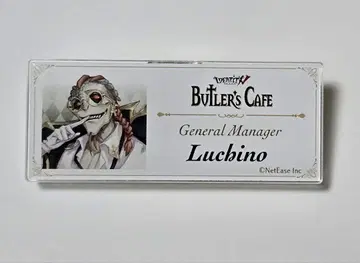 IDENTITY V
BUTLER'S CAFE
General Manager
Luchino
©NetEase Inc